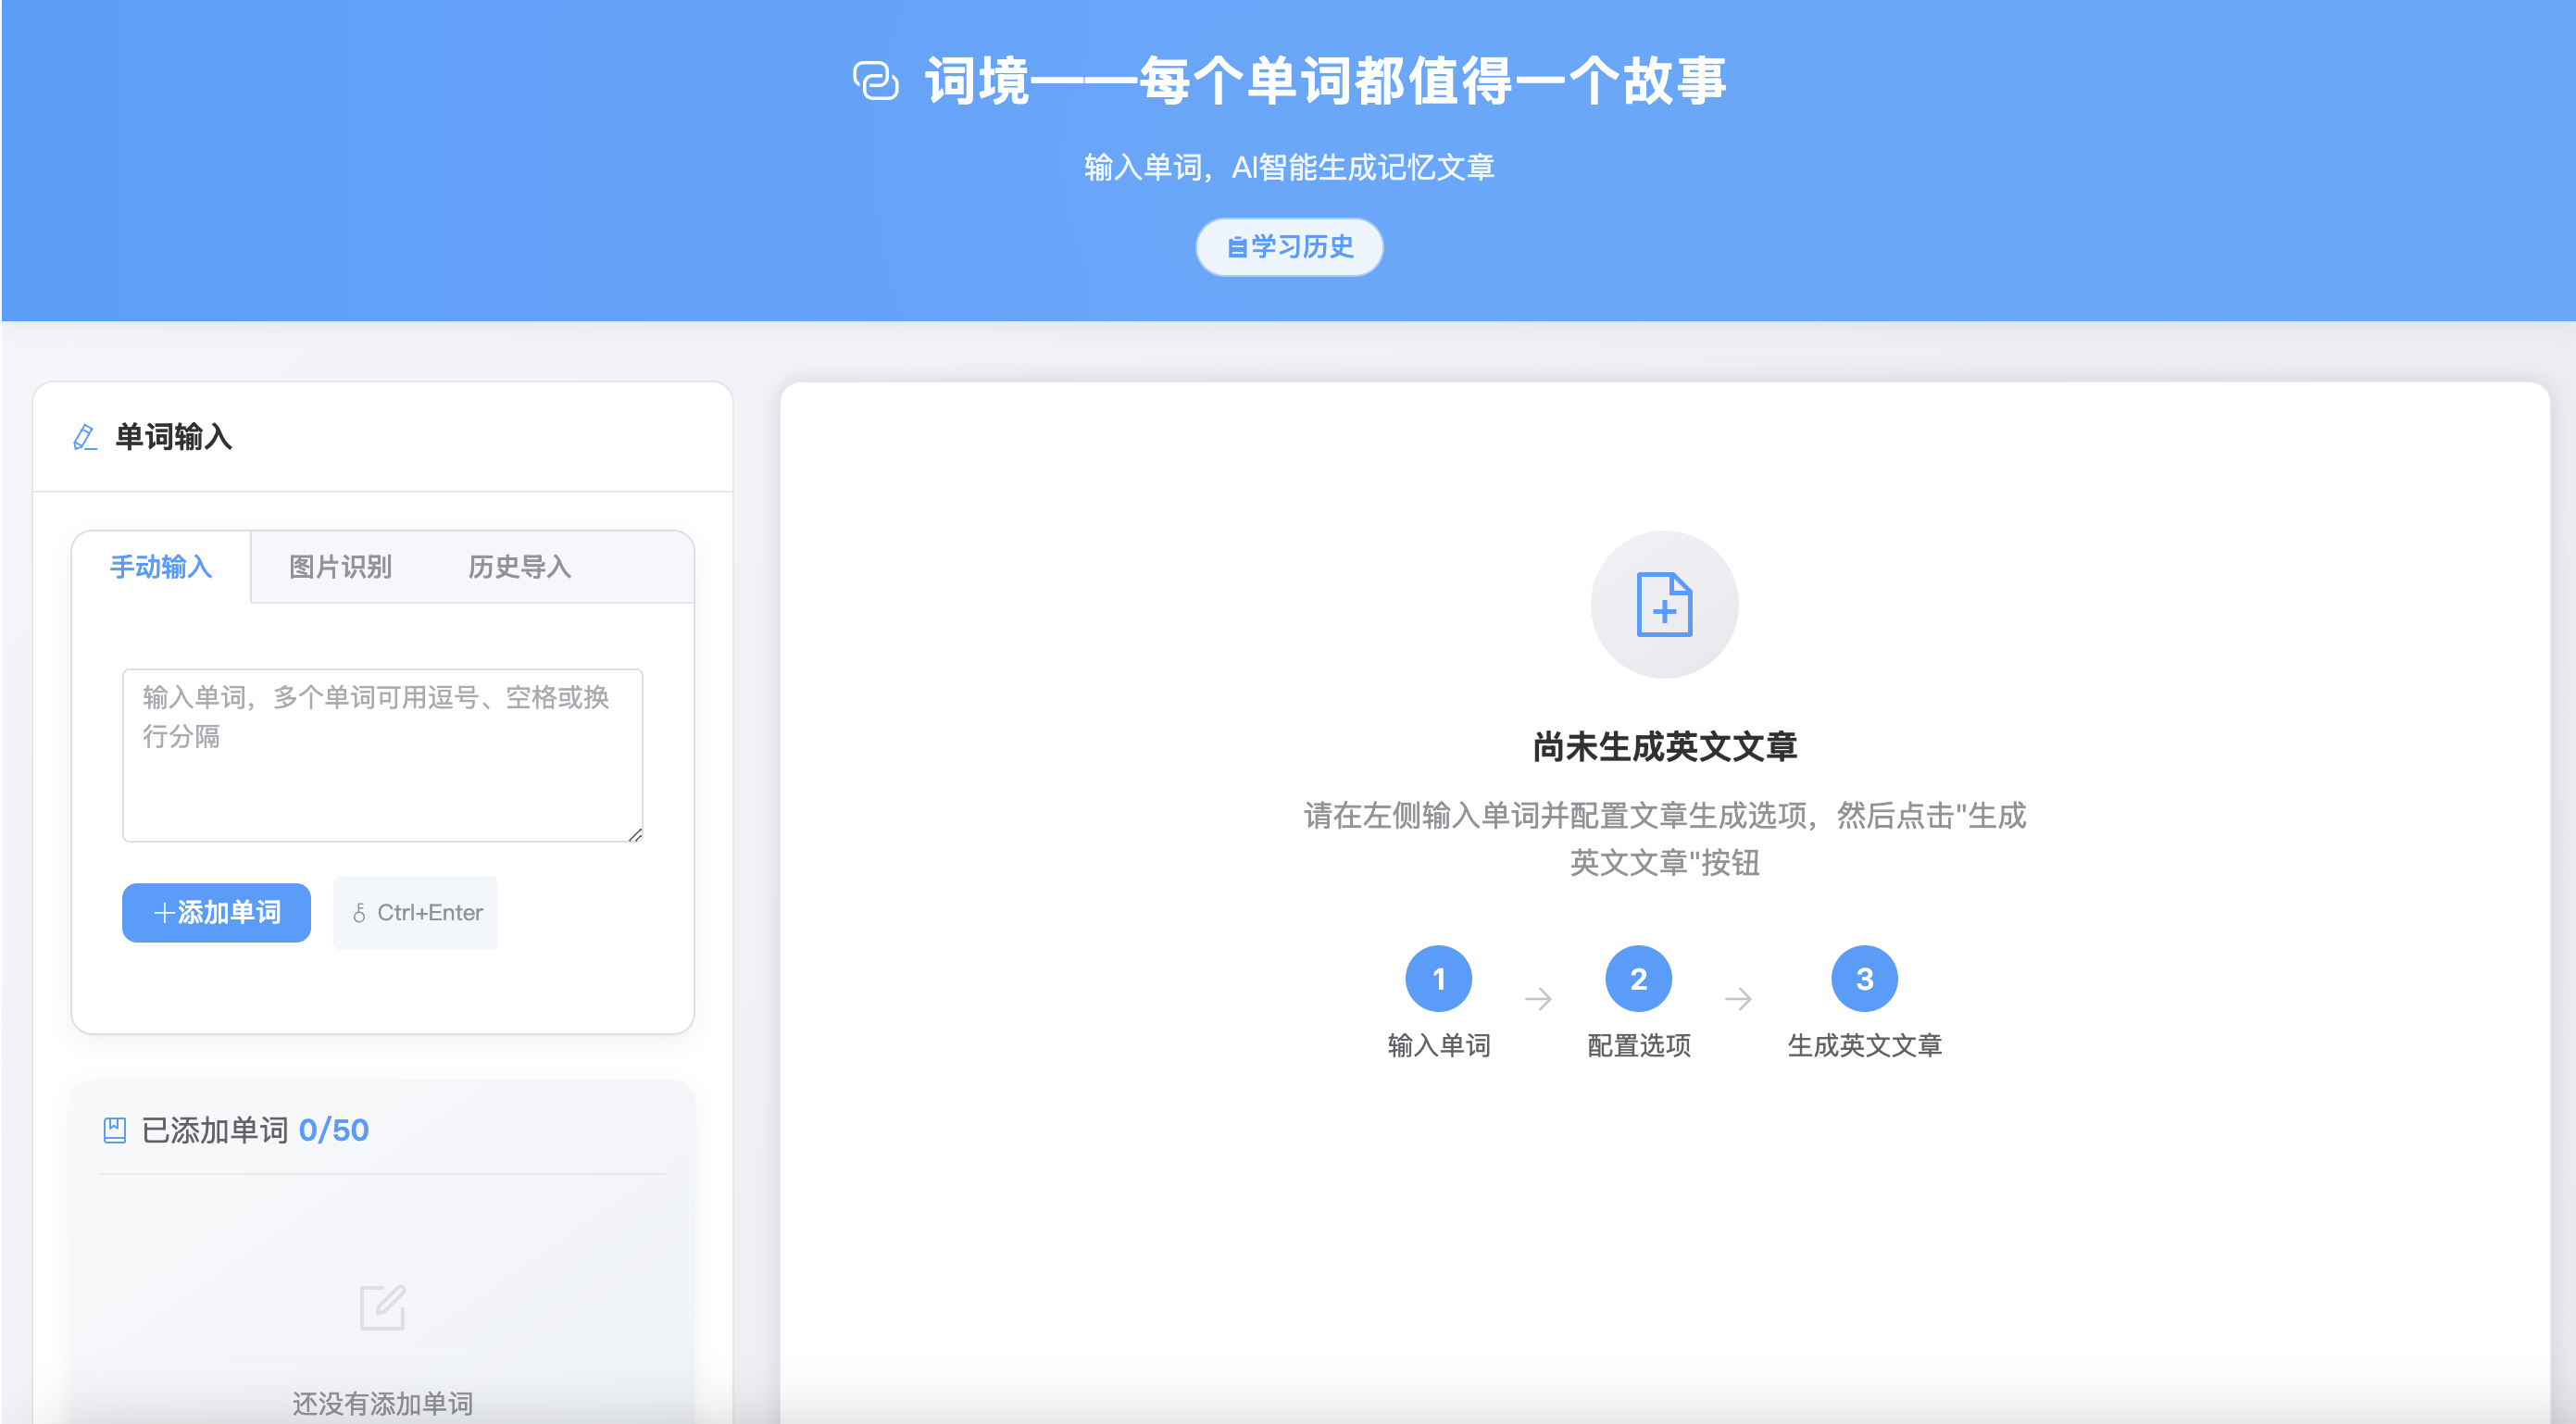 词境——每个单词都值得一个故事
输入单词，AI智能生成记忆文章
学习历史
单词输入
手动输入 图片识别 历史导入
输入单词，多个单词可用逗号、空格或换
行分隔
添加单词 Ctrl+Enter
已添加单词 0/50
还没有添加单词
尚未生成英文文章
请在左侧输入单词并配置文章生成选项，然后点击"生成
英文文章"按钮
1 2 3
输入单词 配置选项 生成英文文章